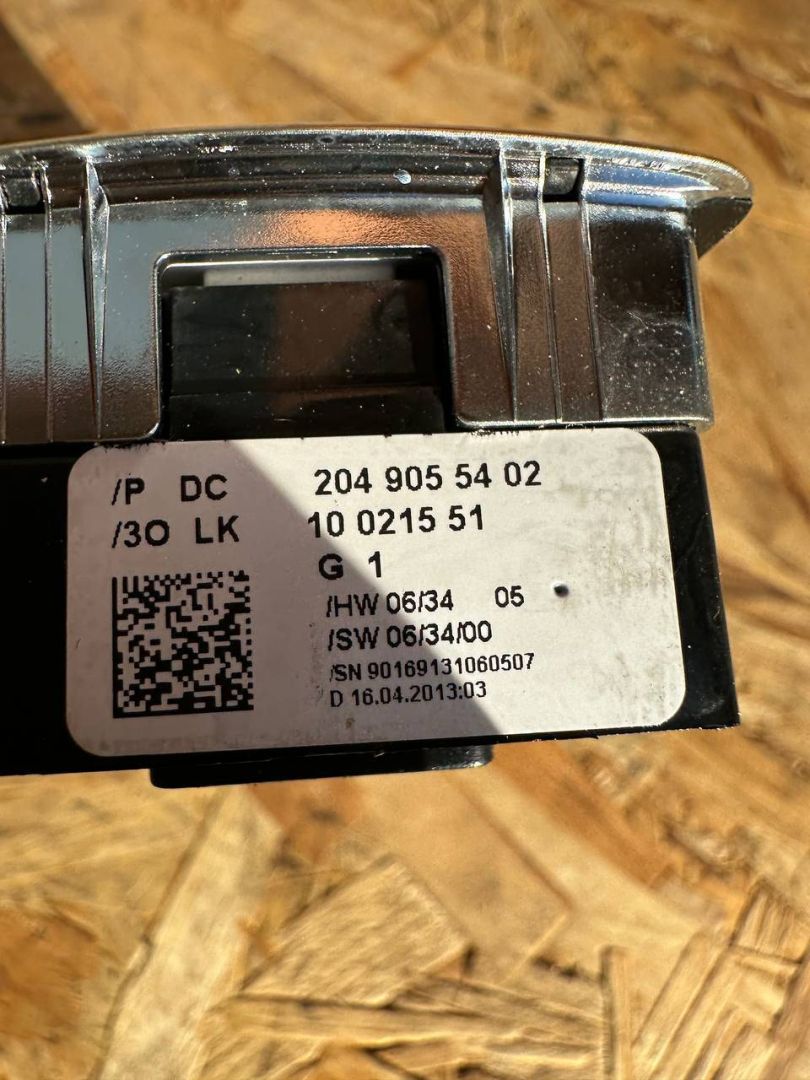 /P DC 204 905 54 02
/3O LK 10 0215 51
G 1
/HW 06/34 05
/SW 06/34/00
/SN 90169131060507
D 16.04.2013:03